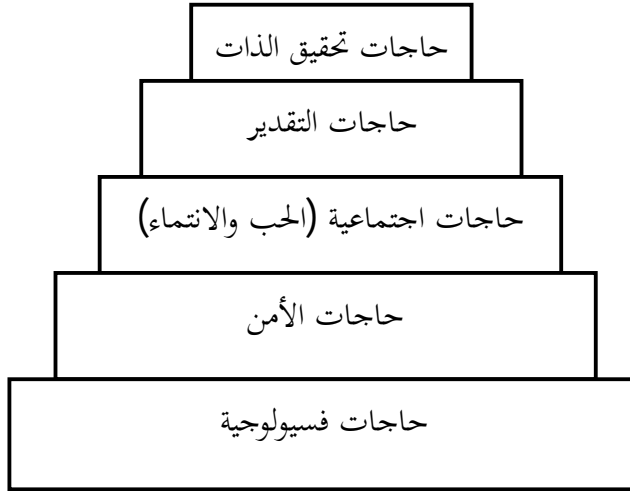 حاجات تحقيق الذات
حاجات التقدير
حاجات اجتماعية (الحب والانتماء)
حاجات الأمن
حاجات فسيولوجية